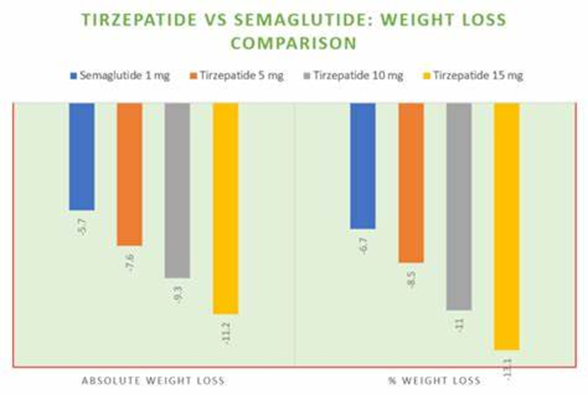 TIRZEPATIDE VS SEMAGLUTIDE: WEIGHT LOSS
COMPARISON
Semaglutide 1 mg Tirzepatide 5 mg Tirzepatide 10 mg Tirzepatide 15 mg
-5.7
-7.6
-9.3
-11.2
-6.7
-8.5
-11
-13.1
ABSOLUTE WEIGHT LOSS % WEIGHT LOSS